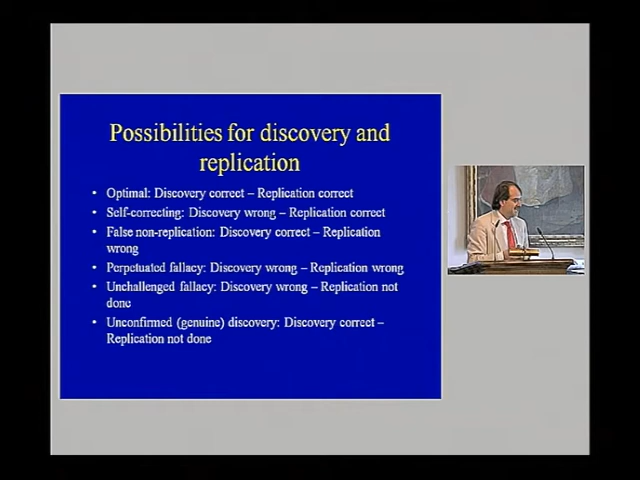 Possibilities for discovery and
replication
• Optimal: Discovery correct – Replication correct
• Self-correcting: Discovery wrong – Replication correct
• False non-replication: Discovery correct – Replication
wrong
• Perpetuated fallacy: Discovery wrong – Replication wrong
• Unchallenged fallacy: Discovery wrong – Replication not
done
• Unconfirmed (genuine) discovery: Discovery correct –
Replication not done